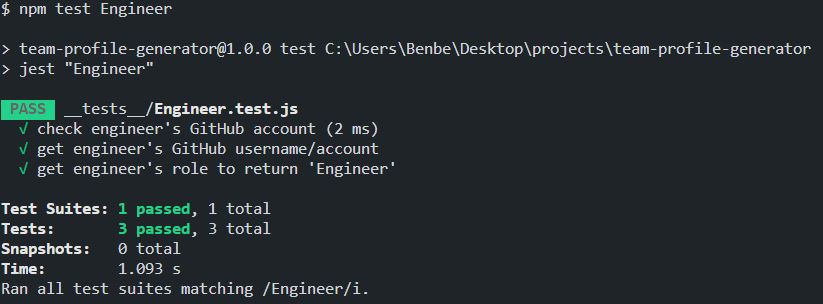 $ npm test Engineer
> team-profile-generator@1.0.0 test C:\Users\Benbe\Desktop\projects\team-profile-generator
> jest "Engineer"
PASS __tests__/Engineer.test.js
√ check engineer's GitHub account (2 ms)
√ get engineer's GitHub username/account
√ get engineer's role to return 'Engineer'
Test Suites: 1 passed, 1 total
Tests: 3 passed, 3 total
Snapshots: 0 total
Time: 1.093 s
Ran all test suites matching /Engineer/i.